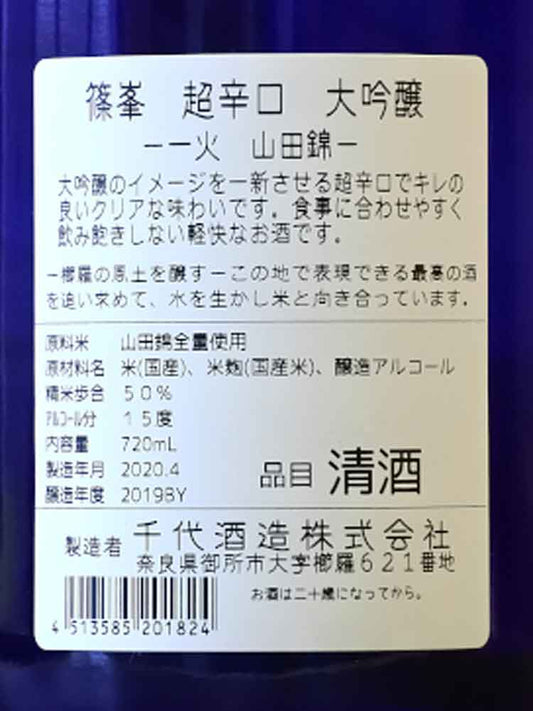 篠峯 超辛口 大吟醸
ー一火 山田錦ー
大吟醸のイメージを一新させる超辛口でキレの
良いクリアな味わいです。食事に合わせやすく
飲み飽きしない軽快なお酒です。
ー櫛羅の風土を醸すーこの地で表現できる最高の酒
を追い求めて、水を生かし米と向き合っています。
原料米 山田錦全量使用
原材料名 米(国産)、米麹(国産米)、醸造アルコール
精米歩合 50%
アルコール分 15度
内容量 720mL
製造年月 2020.4
醸造年度 2019BY
品目 清酒
製造者 千代酒造株式会社
奈良県御所市大字櫛羅621番地
お酒は二十歳になってから。
4 513585 201824